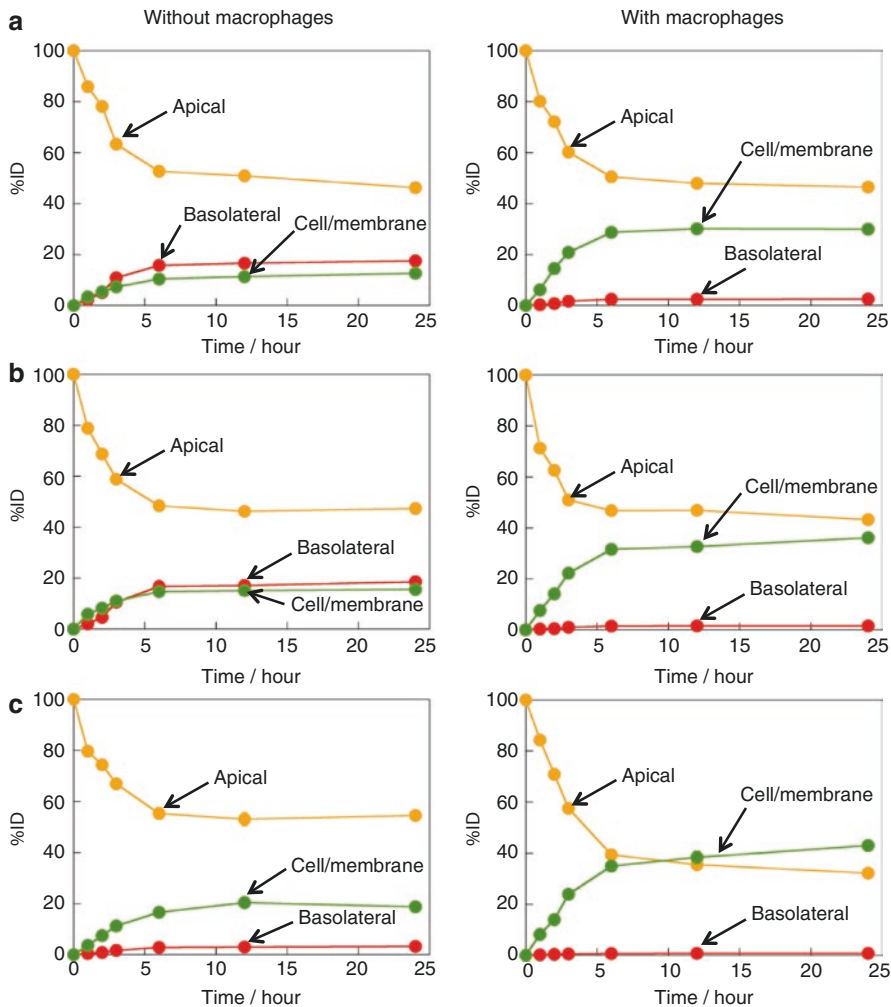 Without macrophages
With macrophages
a
100
80
60
40
20
0
%ID
Apical
Basolateral
Cell/membrane
0
5
10
15
20
25
Time / hour
100
80
60
40
20
0
%ID
Apical
Cell/membrane
Basolateral
0
5
10
15
20
25
Time / hour
b
100
80
60
40
20
0
%ID
Apical
Basolateral
Cell/membrane
0
5
10
15
20
25
Time / hour
100
80
60
40
20
0
%ID
Apical
Cell/membrane
Basolateral
0
5
10
15
20
25
Time / hour
c
100
80
60
40
20
0
%ID
Apical
Cell/membrane
Basolateral
0
5
10
15
20
25
Time / hour
100
80
60
40
20
0
%ID
Apical
Cell/membrane
Basolateral
0
5
10
15
20
25
Time / hour